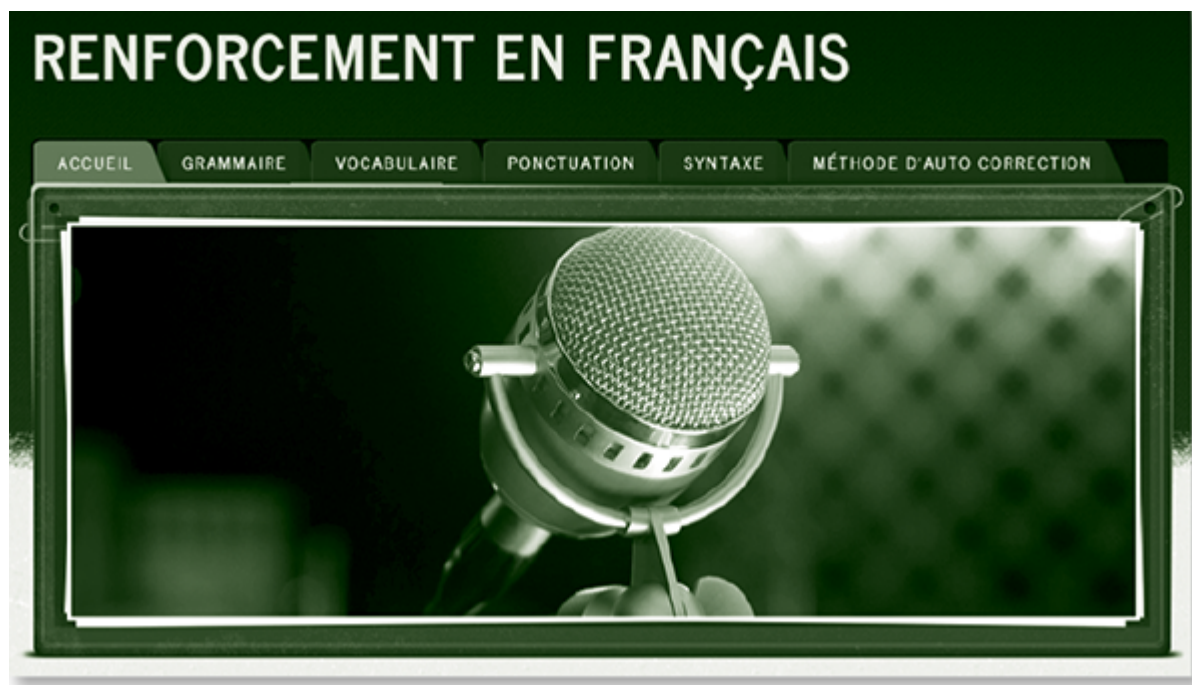 RENFORCEMENT EN FRANÇAIS
ACCUEIL GRAMMAIRE VOCABULAIRE PONCTUATION SYNTAXE MÉTHODE D'AUTO CORRECTION